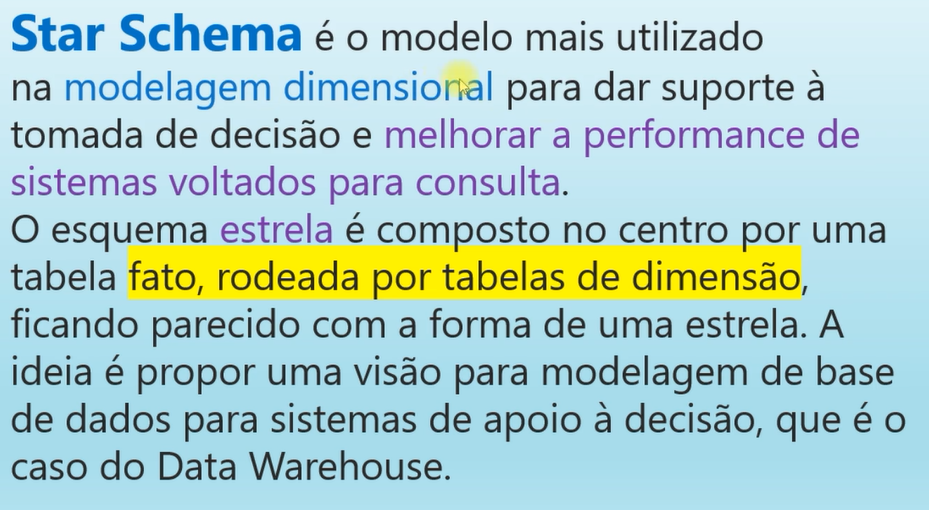 Star Schema é o modelo mais utilizado
na modelagem dimensional para dar suporte à
tomada de decisão e melhorar a performance de
sistemas voltados para consulta.
O esquema estrela é composto no centro por uma
tabela fato, rodeada por tabelas de dimensão,
ficando parecido com a forma de uma estrela. A
ideia é propor uma visão para modelagem de base
de dados para sistemas de apoio à decisão, que é o
caso do Data Warehouse.